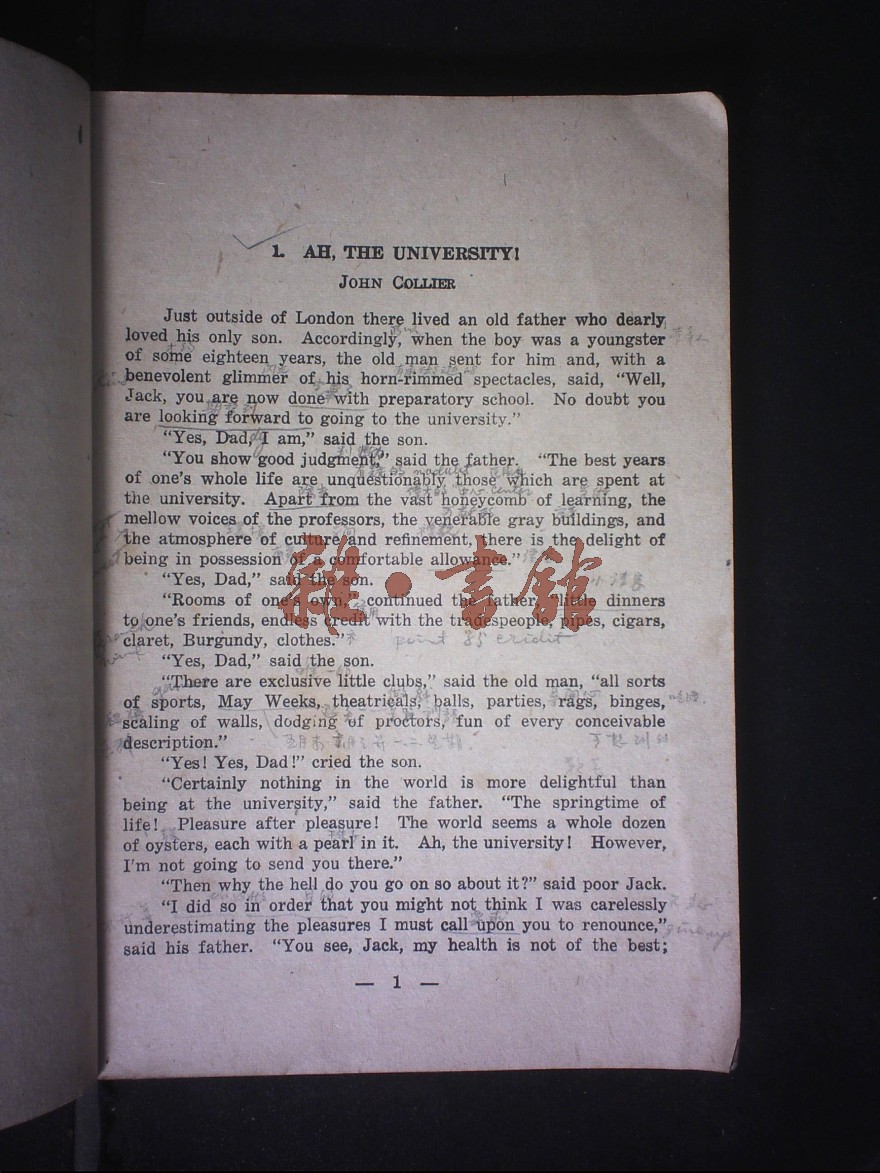 1. AH, THE UNIVERSITY!
JOHN COLLIER
Just outside of London there lived an old father who dearly
loved his only son. Accordingly, when the boy was a youngster
of some eighteen years, the old man sent for him and, with a
benevolent glimmer of his horn-rimmed spectacles, said, “Well,
Jack, you are now done with preparatory school. No doubt you
are looking forward to going to the university.”
“Yes, Dad, I am,” said the son.
“You show good judgment,” said the father. “The best years
of one’s whole life are unquestionably those which are spent at
the university. Apart from the vast honeycomb of learning, the
mellow voices of the professors, the venerable gray buildings, and
the atmosphere of culture and refinement, there is the delight of
being in possession of a comfortable allowance.”
“Yes, Dad,” said the son.
“Rooms of one’s own,” continued the father, “little dinners
to one’s friends, endless credit with the tradespeople, pipes, cigars,
claret, Burgundy, clothes.”
point 85 credit
“Yes, Dad,” said the son.
“There are exclusive little clubs,” said the old man, “all sorts
of sports, May Weeks, theatricals, balls, parties, rags, binges,
scaling of walls, dodging of proctors, fun of every conceivable
description.”
“Yes! Yes, Dad!” cried the son.
“Certainly nothing in the world is more delightful than
being at the university,” said the father. “The springtime of
life! Pleasure after pleasure! The world seems a whole dozen
of oysters, each with a pearl in it. Ah, the university! However,
I’m not going to send you there.”
“Then why the hell do you go on so about it?” said poor Jack.
“I did so in order that you might not think I was carelessly
underestimating the pleasures I must call upon you to renounce,”
said his father. “You see, Jack, my health is not of the best;
— 1 —
雜·書館